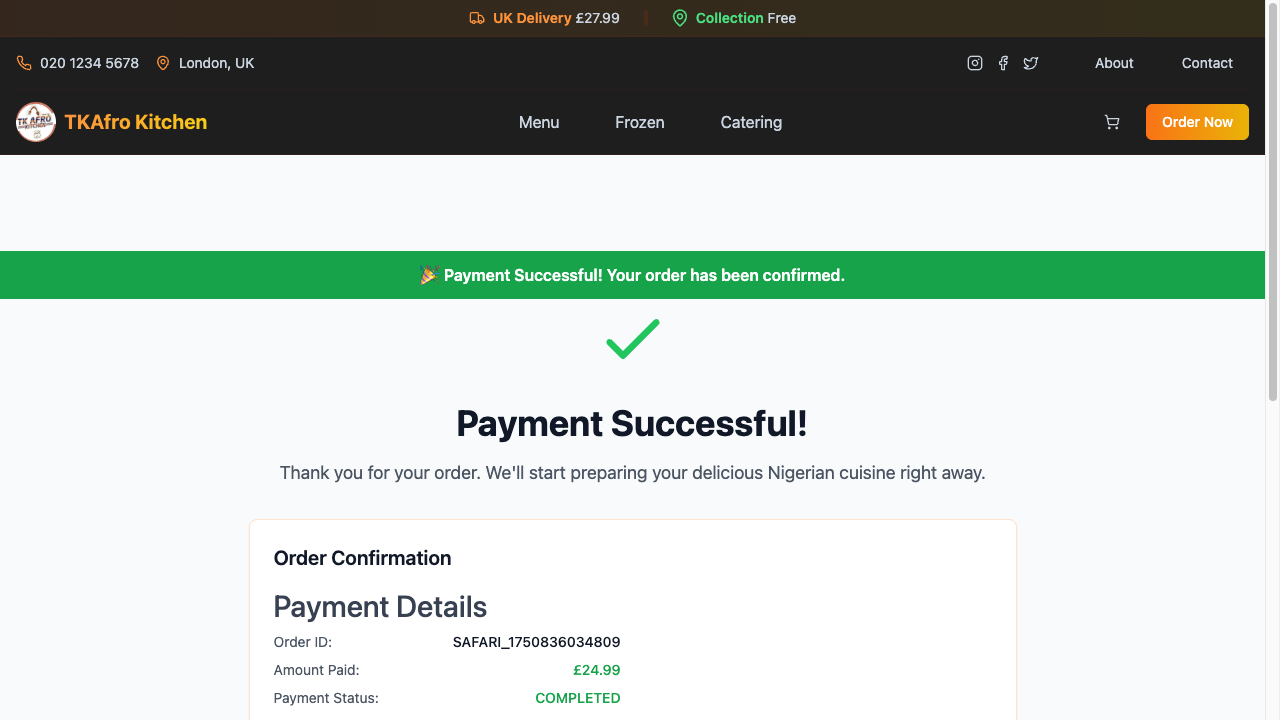 UK Delivery £27.99 Collection Free
020 1234 5678 London, UK About Contact
TK AFRO KITCHEN
TKAfro Kitchen Menu Frozen Catering Order Now
🎉 Payment Successful! Your order has been confirmed.
Payment Successful!
Thank you for your order. We'll start preparing your delicious Nigerian cuisine right away.
Order Confirmation
Payment Details
Order ID: SAFARI_1750836034809
Amount Paid: £24.99
Payment Status: COMPLETED